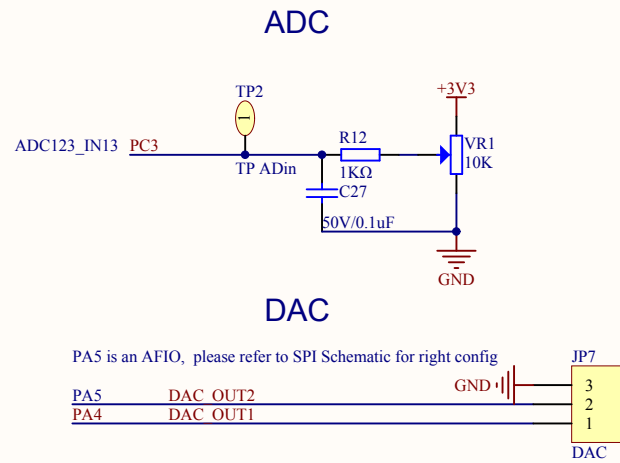 ADC
+3V3
TP2
1
R12
VR1
ADC123_IN13 PC3
TP ADin
1KΩ
10K
C27
50V/0.1uF
GND
DAC
PA5 is an AFIO, please refer to SPI Schematic for right config
JP7
GND
3
PA5 DAC_OUT2
2
PA4 DAC_OUT1
1
DAC